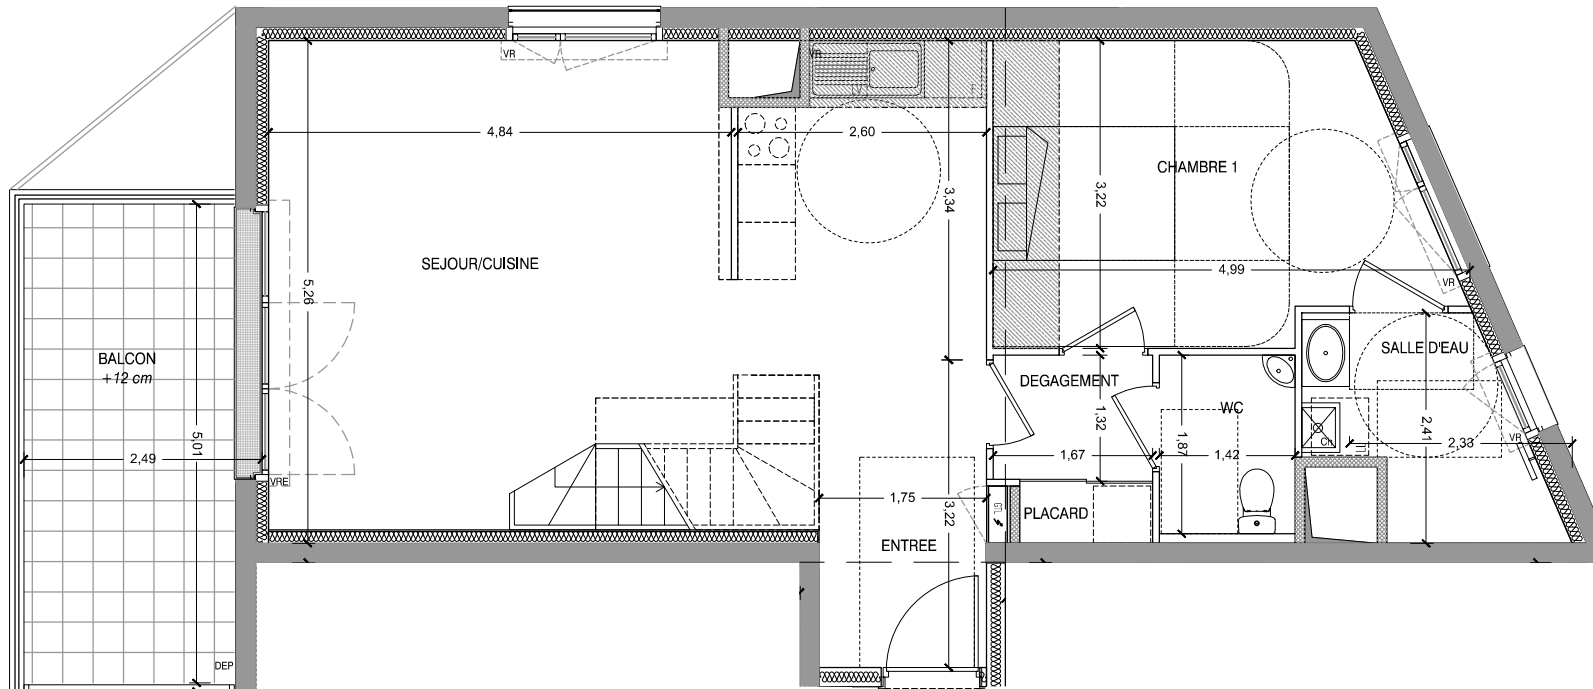 VR
VR
4,84
2,60
CHAMBRE 1
3,34
3,22
LV
F
SEJOUR/CUISINE
5,26
4,99
VR
BALCON
+12 cm
SALLE D'EAU
DEGAGEMENT
WC
1,32
1,87
2,41
2,33
VR
5,01
2,49
1,67
1,42
VRE
1,75
3,22
GTL
PLACARD
ENTREE
DEP